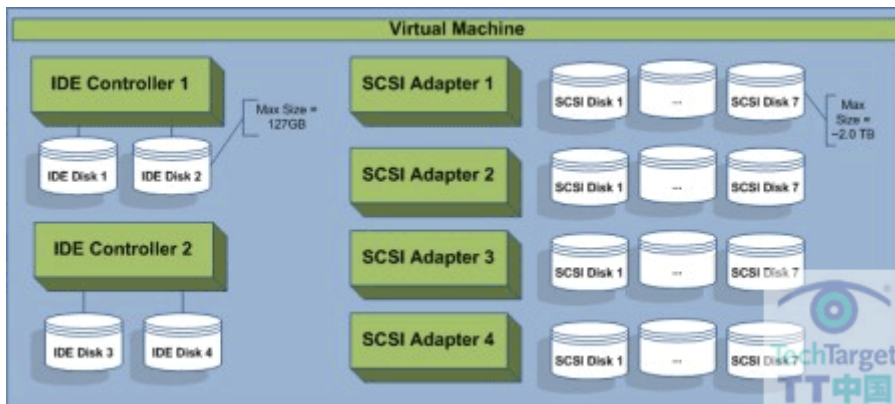 Virtual Machine
IDE Controller 1
Max Size =
127GB
IDE Disk 1
IDE Disk 2
IDE Controller 2
IDE Disk 3
IDE Disk 4
SCSI Adapter 1
SCSI Disk 1
...
SCSI Disk 7
Max
Size =
~2.0 TB
SCSI Adapter 2
SCSI Disk 1
...
SCSI Disk 7
SCSI Adapter 3
SCSI Disk 1
...
SCSI Disk 7
SCSI Adapter 4
SCSI Disk 1
...
SCSI Disk 7
®
TechTarget
TT中国